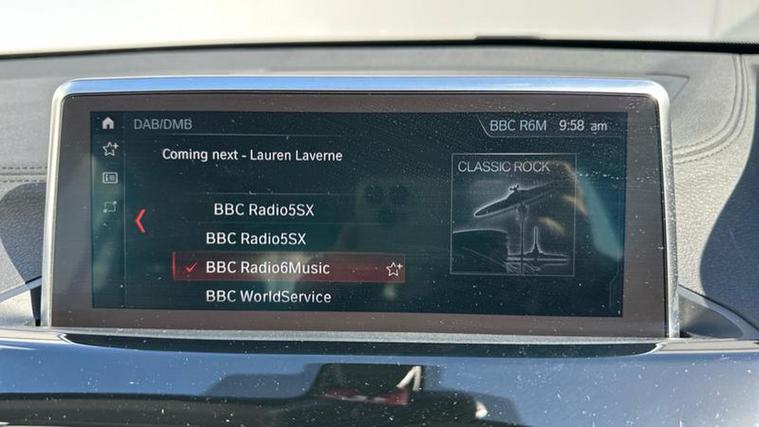 DAB/DMB
BBC R6M 9:58 am
Coming next - Lauren Laverne
CLASSIC ROCK
BBC Radio5SX
BBC Radio5SX
BBC Radio6Music
BBC WorldService